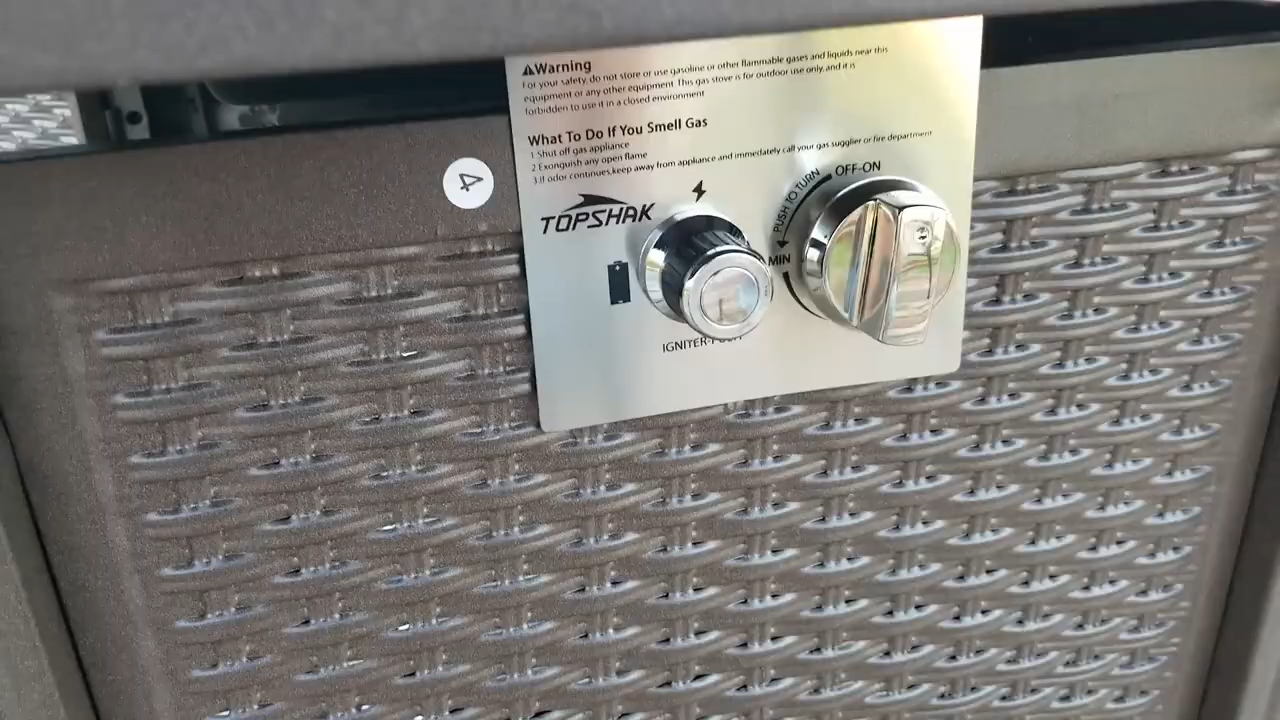 ⚠Warning
For your safety, do not store or use gasoline or other flammable gases and liquids near this
equipment or any other equipment This gas stove is for outdoor use only, and it is
forbidden to use it in a closed environment
What To Do If You Smell Gas
1 Shut off gas appliance
2 Exonguish any open flame
3.If odor continues,keep away from appliance and immediately call your gas sugglier or fire department
4
TOPSHAK
PUSH TO TURN
OFF-ON
MIN
IGNITER-